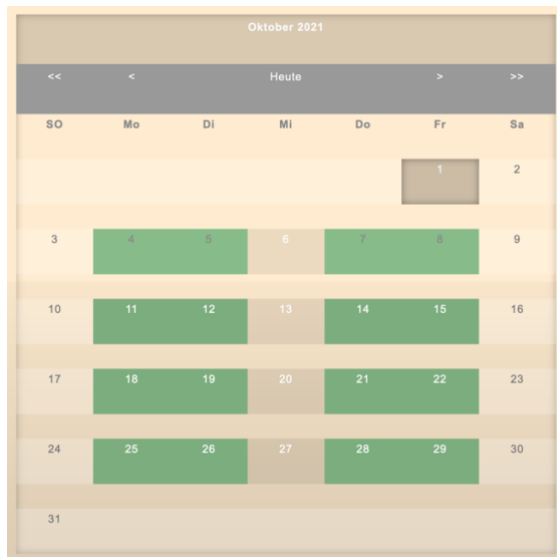 Oktober 2021
<< < Heute > >>
SO Mo Di Mi Do Fr Sa
1 2
3 4 5 6 7 8 9
10 11 12 13 14 15 16
17 18 19 20 21 22 23
24 25 26 27 28 29 30
31